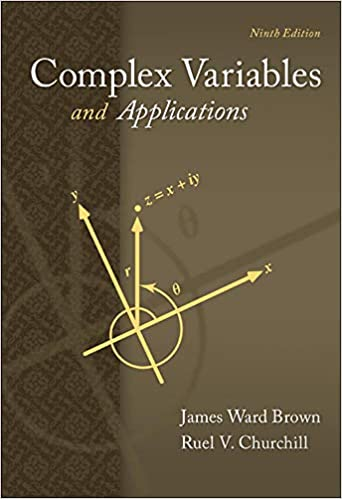 Ninth Edition
Complex Variables
and Applications
y
z = x + iy
θ
r
θ
x
James Ward Brown
Ruel V. Churchill